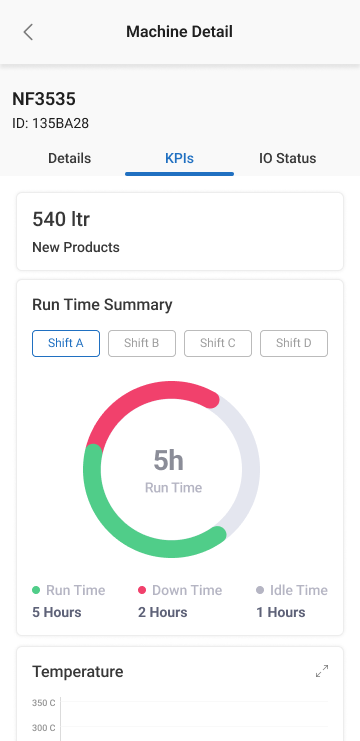 Machine Detail
NF3535
ID: 135BA28
Details KPIs IO Status
540 ltr
New Products
Run Time Summary
Shift A Shift B Shift C Shift D
5h
Run Time
Run Time Down Time Idle Time
5 Hours 2 Hours 1 Hours
Temperature
350 C
300 C